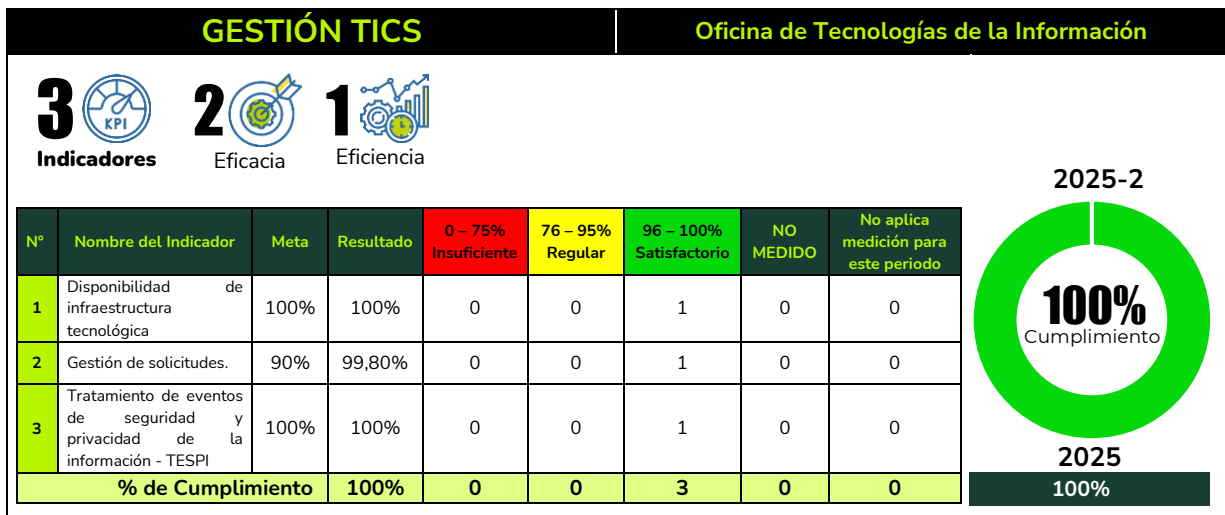 GESTIÓN TICS
Oficina de Tecnologías de la Información
3
KPI
Indicadores
2
Eficacia
1
Eficiencia
2025-2
N° Nombre del Indicador Meta Resultado 0 – 75% Insuficiente 76 – 95% Regular 96 – 100% Satisfactorio NO MEDIDO No aplica medición para este periodo
1 Disponibilidad de infraestructura tecnológica 100% 100% 0 0 1 0 0
2 Gestión de solicitudes. 90% 99,80% 0 0 1 0 0
3 Tratamiento de eventos de seguridad y privacidad de la información - TESPI 100% 100% 0 0 1 0 0
% de Cumplimiento 100% 0 0 3 0 0
100%
Cumplimiento
2025
100%